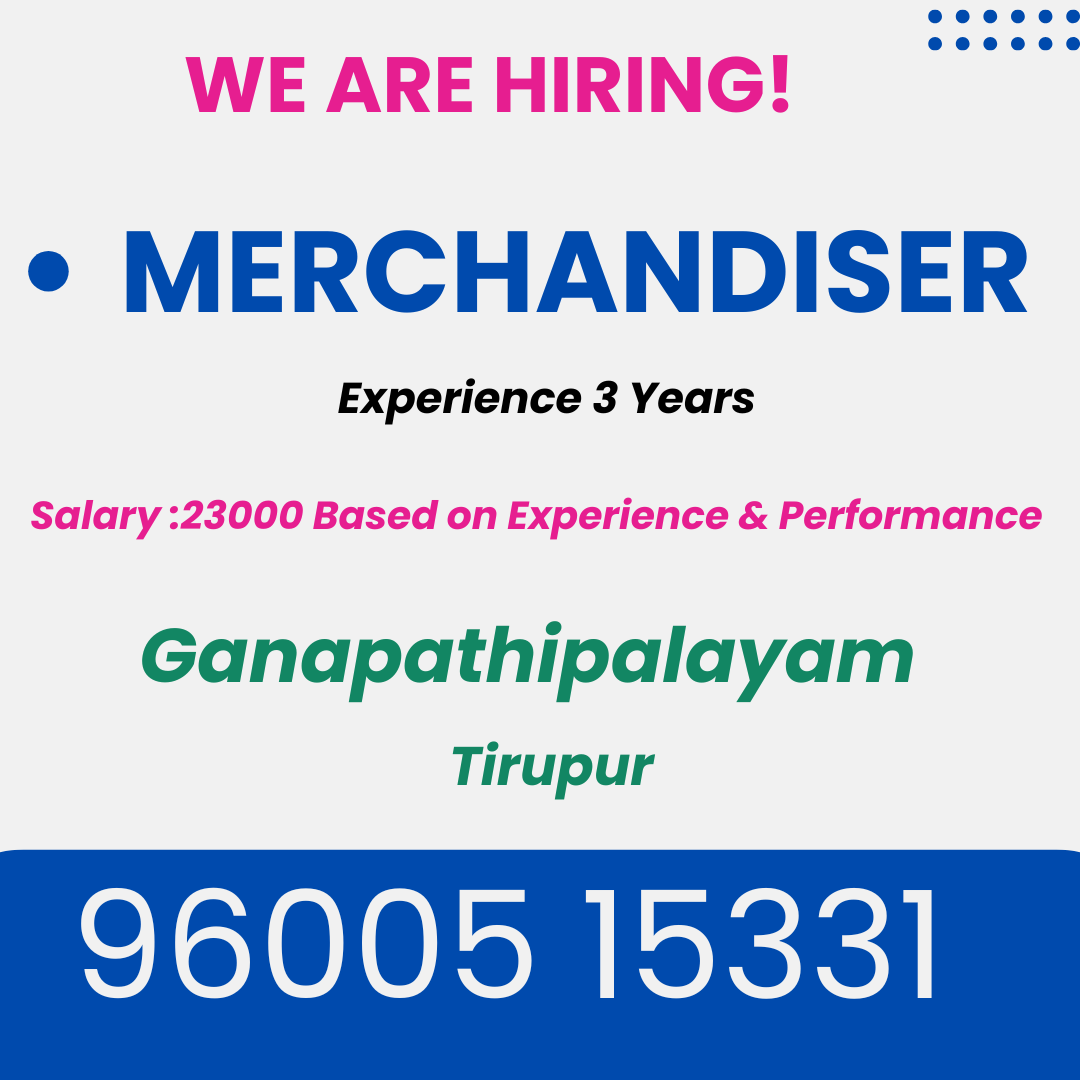 WE ARE HIRING!
• MERCHANDISER
Experience 3 Years
Salary :23000 Based on Experience & Performance
Ganapathipalayam
Tirupur
96005 15331